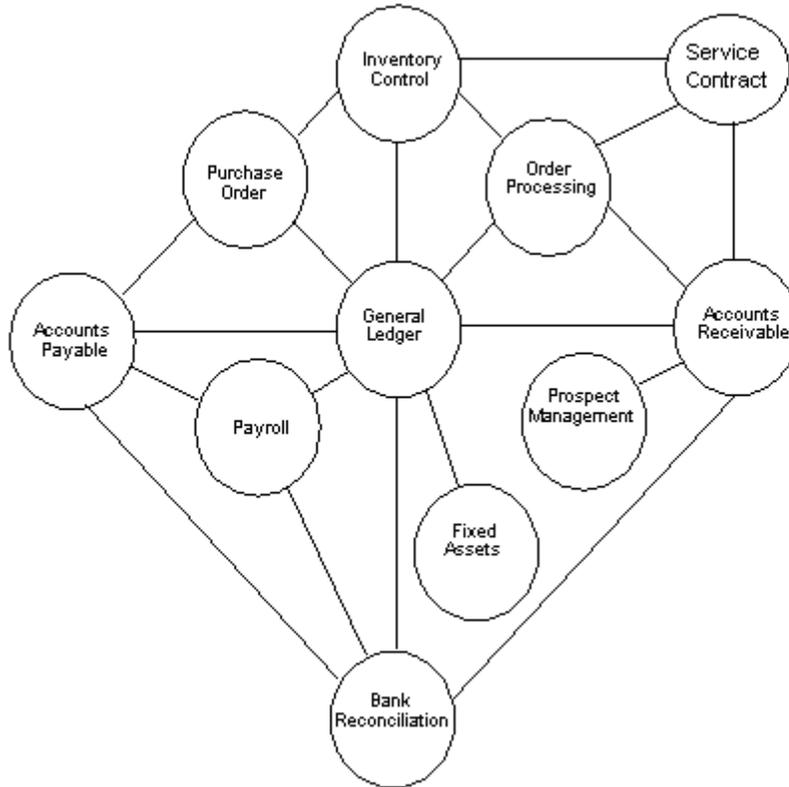 Inventory
Control
Service
Contract
Purchase
Order
Order
Processing
General
Ledger
Accounts
Payable
Accounts
Receivable
Payroll
Prospect
Management
Fixed
Assets
Bank
Reconciliation